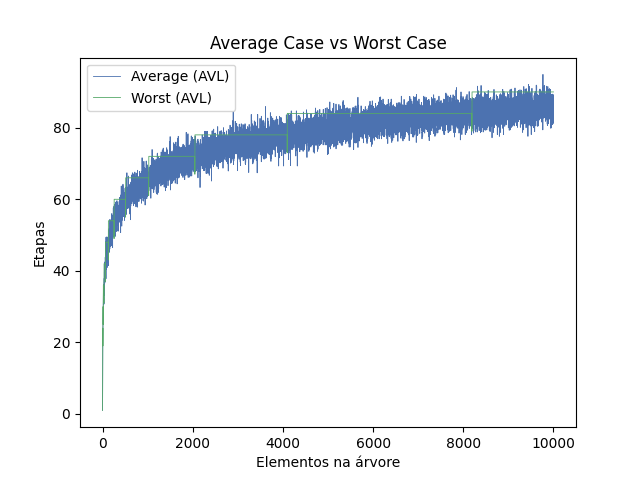 Average Case vs Worst Case
Average (AVL)
Worst (AVL)
80
60
40
20
0
Etapas
0 2000 4000 6000 8000 10000
Elementos na árvore